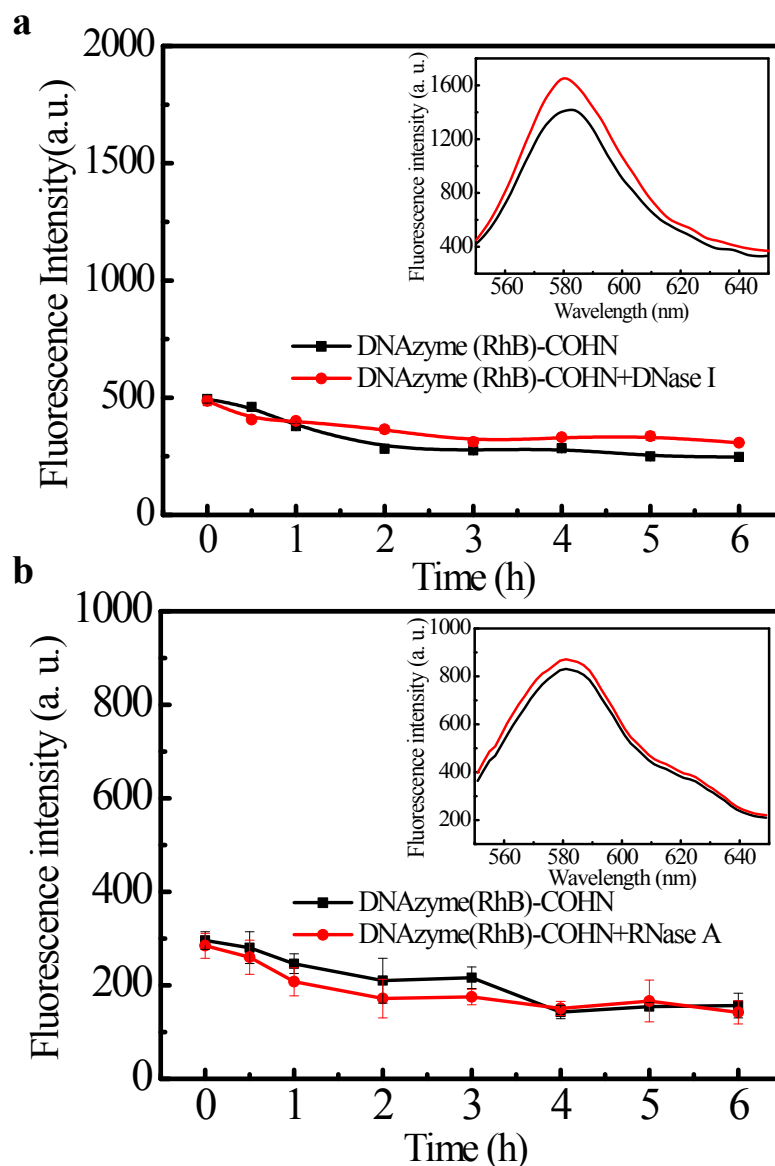 a
2000
1500
1000
500
0
Fluorescence Intensity(a.u.)
1600
1200
800
400
Fluorescence intensity (a. u.)
560 580 600 620 640
Wavelength (nm)
DNAzyme (RhB)-COHN
DNAzyme (RhB)-COHN+DNase I
0 1 2 3 4 5 6
Time (h)
b
1000
800
600
400
200
0
Fluorescence intensity (a. u.)
1000
800
600
400
200
Fluorescence intensity (a. u.)
560 580 600 620 640
Wavelength (nm)
DNAzyme(RhB)-COHN
DNAzyme(RhB)-COHN+RNase A
0 1 2 3 4 5 6
Time (h)